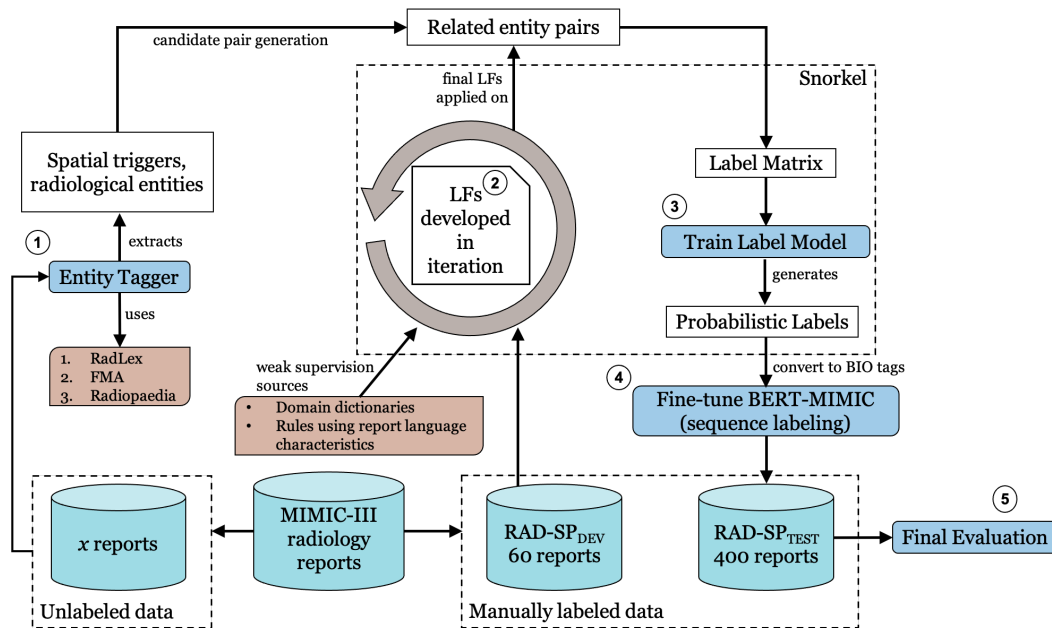 candidate pair generation
Related entity pairs
Snorkel
final LFs
applied on
Spatial triggers,
radiological entities
2
LFs
developed
in
iteration
Label Matrix
3
Train Label Model
1
extracts
Entity Tagger
generates
uses
Probabilistic Labels
1. RadLex
2. FMA
3. Radiopaedia
weak supervision
sources
convert to BIO tags
4
Fine-tune BERT-MIMIC
(sequence labeling)
• Domain dictionaries
• Rules using report language
characteristics
x reports
MIMIC-III
radiology
reports
RAD-SPDEV
60 reports
RAD-SPTEST
400 reports
5
Final Evaluation
Unlabeled data
Manually labeled data